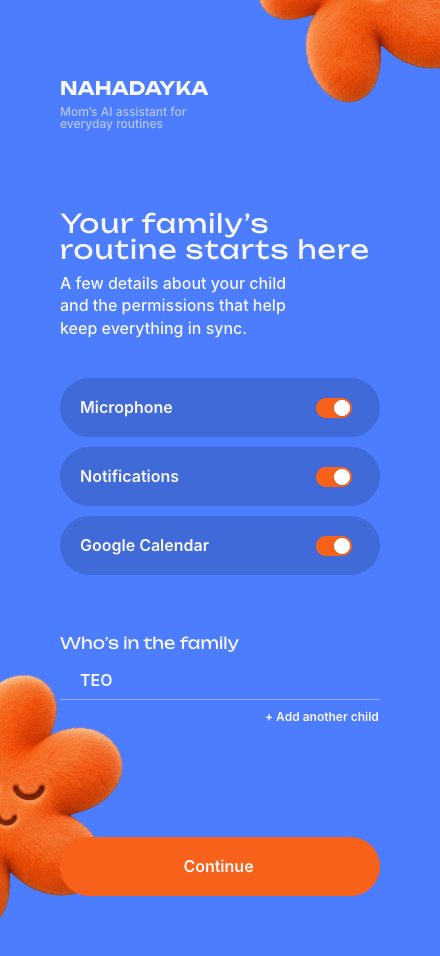 NAHADAYKA
Mom's AI assistant for
everyday routines
Your family's
routine starts here
A few details about your child
and the permissions that help
keep everything in sync.
Microphone
Notifications
Google Calendar
Who's in the family
TEO
+ Add another child
Continue